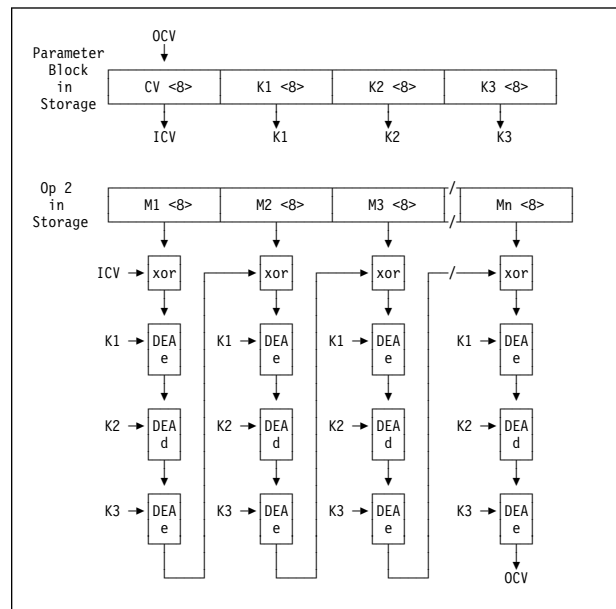 OCV
Parameter
Block
in
Storage
CV <8> K1 <8> K2 <8> K3 <8>
ICV K1 K2 K3
Op 2
in
Storage
M1 <8> M2 <8> M3 <8> / Mn <8>
/
ICV xor xor xor / xor
K1 DEA K1 DEA K1 DEA K1 DEA
e e e e
K2 DEA K2 DEA K2 DEA K2 DEA
d d d d
K3 DEA K3 DEA K3 DEA K3 DEA
e e e e
OCV